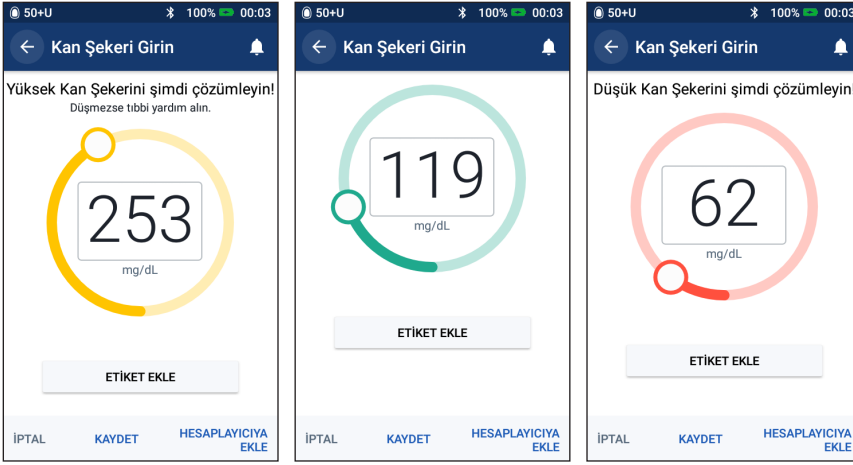 50+U 100% 00:03
Kan Şekeri Girin
Yüksek Kan Şekerini şimdi çözümleyin!
Düşmezse tıbbi yardım alın.
253
mg/dL
ETİKET EKLE
İPTAL
KAYDET
HESAPLAYICIYA
EKLE
50+U 100% 00:03
Kan Şekeri Girin
119
mg/dL
ETİKET EKLE
İPTAL
KAYDET
HESAPLAYICIYA
EKLE
50+U 100% 00:03
Kan Şekeri Girin
Düşük Kan Şekerini şimdi çözümleyin!
62
mg/dL
ETİKET EKLE
İPTAL
KAYDET
HESAPLAYICIYA
EKLE